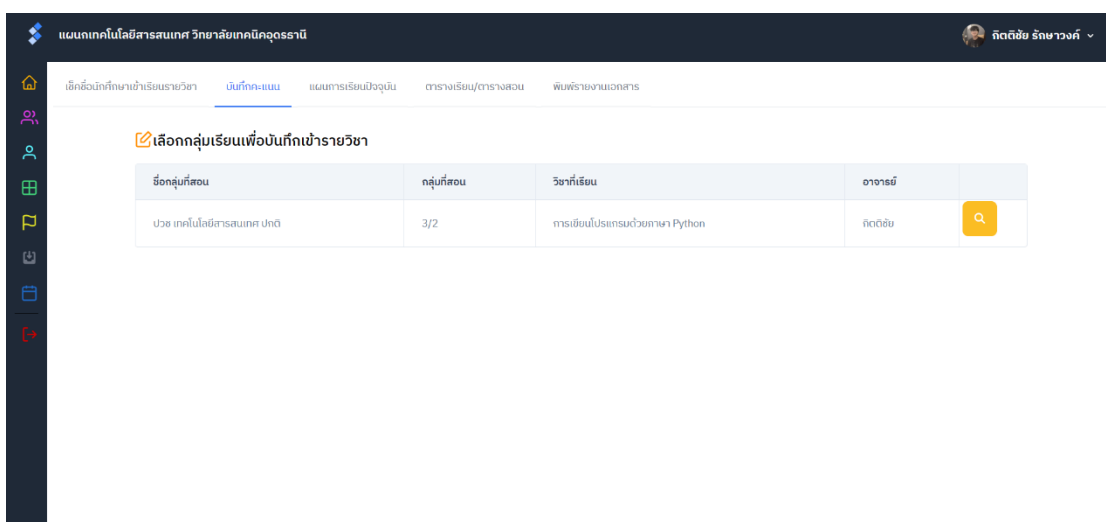 แผนกเทคโนโลยีสารสนเทศ วิทยาลัยเทคนิคอุดรธานี กิตติชัย รักษาวงค์
เช็คชื่อนักศึกษาเข้าเรียนรายวิชา บันทึกคะแนน แผนการเรียนปัจจุบัน ตารางเรียน/ตารางสอน พิมพ์รายงานเอกสาร
เลือกกลุ่มเรียนเพื่อบันทึกเข้ารายวิชา
ชื่อกลุ่มที่สอน กลุ่มที่สอน วิชาที่เรียน อาจารย์
ปวช เทคโนโลยีสารสนเทศ ปกติ 3/2 การเขียนโปรแกรมด้วยภาษา Python กิตติชัย